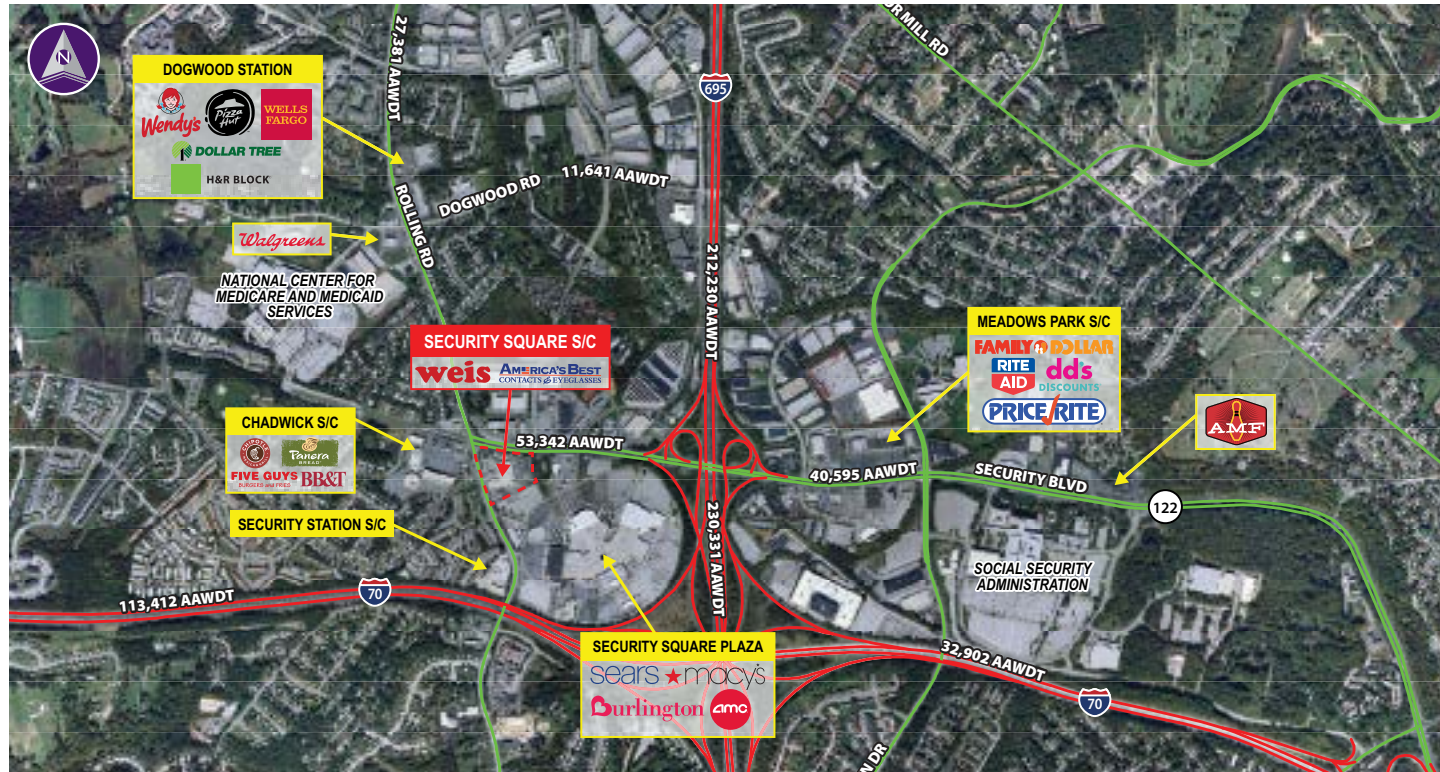 N
27,381 AAWDT
OR MILL RD
DOGWOOD STATION
Wendy's
Pizza
Hut
WELLS
FARGO
DOLLAR TREE
H&R BLOCK
695
DOGWOOD RD
11,641 AAWDT
ROLLING RD
Walgreens
NATIONAL CENTER FOR
MEDICARE AND MEDICAID
SERVICES
212,230 AAWDT
SECURITY SQUARE S/C
weis
AMERICA'S BEST
CONTACTS & EYEGLASSES
MEADOWS PARK S/C
FAMILY DOLLAR
RITE
AID
dd's
DISCOUNTS
PRICE RITE
AMF
CHADWICK S/C
CHIPOTLE
Panera
BREAD
FIVE GUYS
BURGERS and FRIES
BB&T
53,342 AAWDT
40,595 AAWDT
SECURITY BLVD
122
SECURITY STATION S/C
230,331 AAWDT
SOCIAL SECURITY
ADMINISTRATION
113,412 AAWDT
70
SECURITY SQUARE PLAZA
sears
macy's
Burlington
amc
32,902 AAWDT
70
N DR